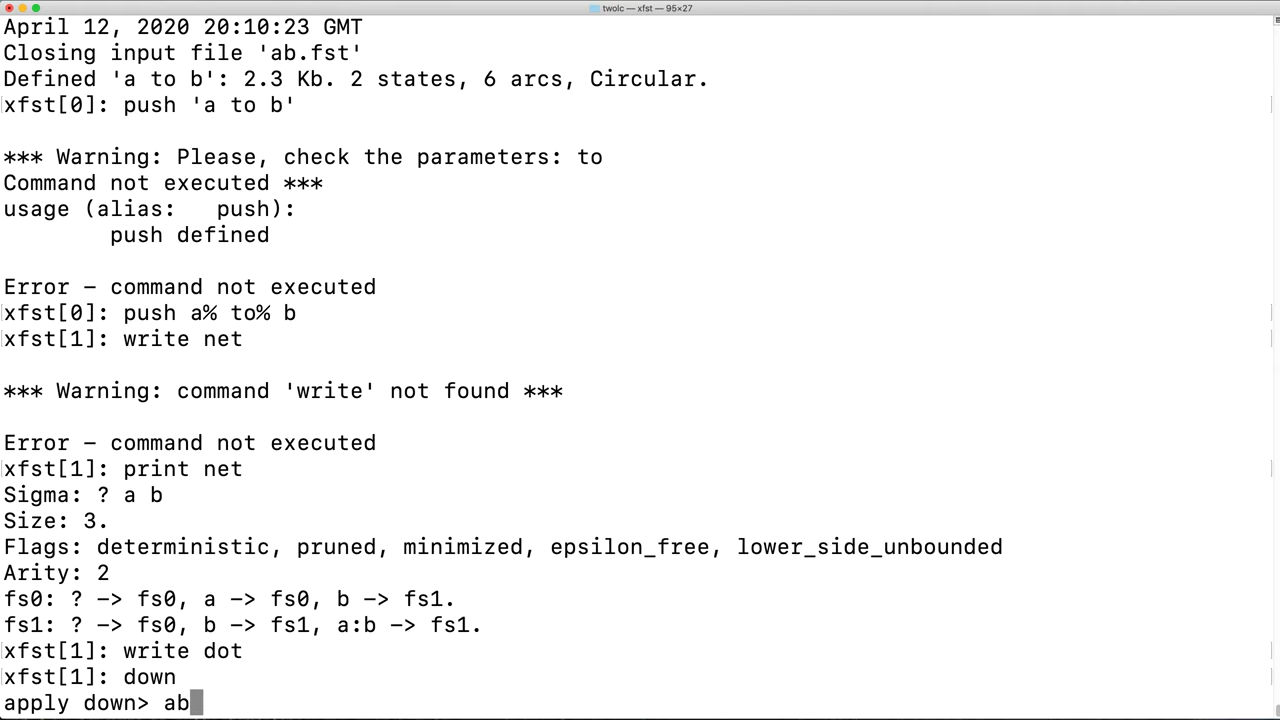 twolc — xfst — 95×27
April 12, 2020 20:10:23 GMT
Closing input file 'ab.fst'
Defined 'a to b': 2.3 Kb. 2 states, 6 arcs, Circular.
xfst[0]: push 'a to b'
*** Warning: Please, check the parameters: to
Command not executed ***
usage (alias:   push):
        push defined
Error – command not executed
xfst[0]: push a% to% b
xfst[1]: write net
*** Warning: command 'write' not found ***
Error – command not executed
xfst[1]: print net
Sigma: ? a b
Size: 3.
Flags: deterministic, pruned, minimized, epsilon_free, lower_side_unbounded
Arity: 2
fs0: ? –> fs0, a –> fs0, b –> fs1.
fs1: ? –> fs0, b –> fs1, a:b –> fs1.
xfst[1]: write dot
xfst[1]: down
apply down> ab